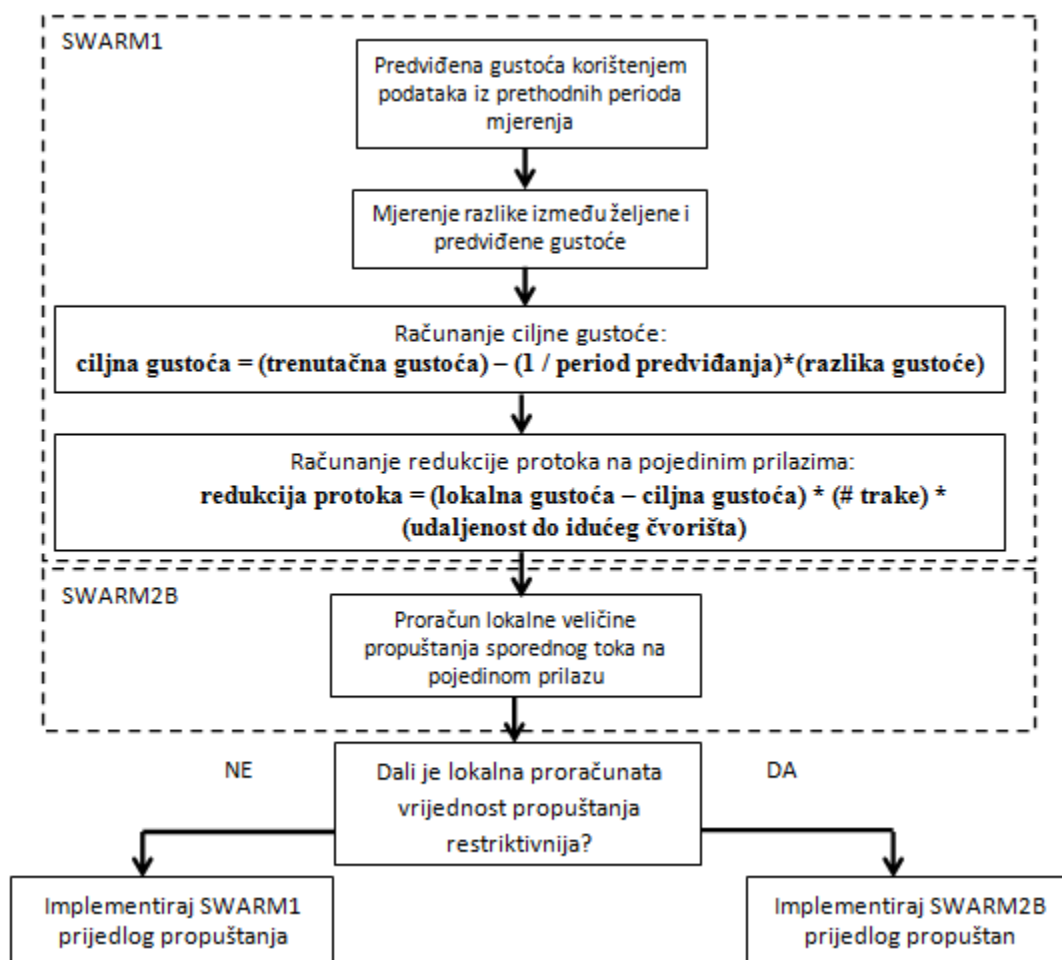 SWARM1
Predviđena gustoća korištenjem
podataka iz prethodnih perioda
mjerenja
Mjerenje razlike između željene i
predviđene gustoće
Računanje ciljne gustoće:
ciljna gustoća = (trenutačna gustoća) – (1 / period predviđanja)*(razlika gustoće)
Računanje redukcije protoka na pojedinim prilazima:
redukcija protoka = (lokalna gustoća – ciljna gustoća) * (# trake) *
(udaljenost do idućeg čvorišta)
SWARM2B
Proračun lokalne veličine
propuštanja sporednog toka na
pojedinom prilazu
NE
Dali je lokalna proračunata
vrijednost propuštanja
restriktivnija?
DA
Implementiraj SWARM1
prijedlog propuštanja
Implementiraj SWARM2B
prijedlog propuštan